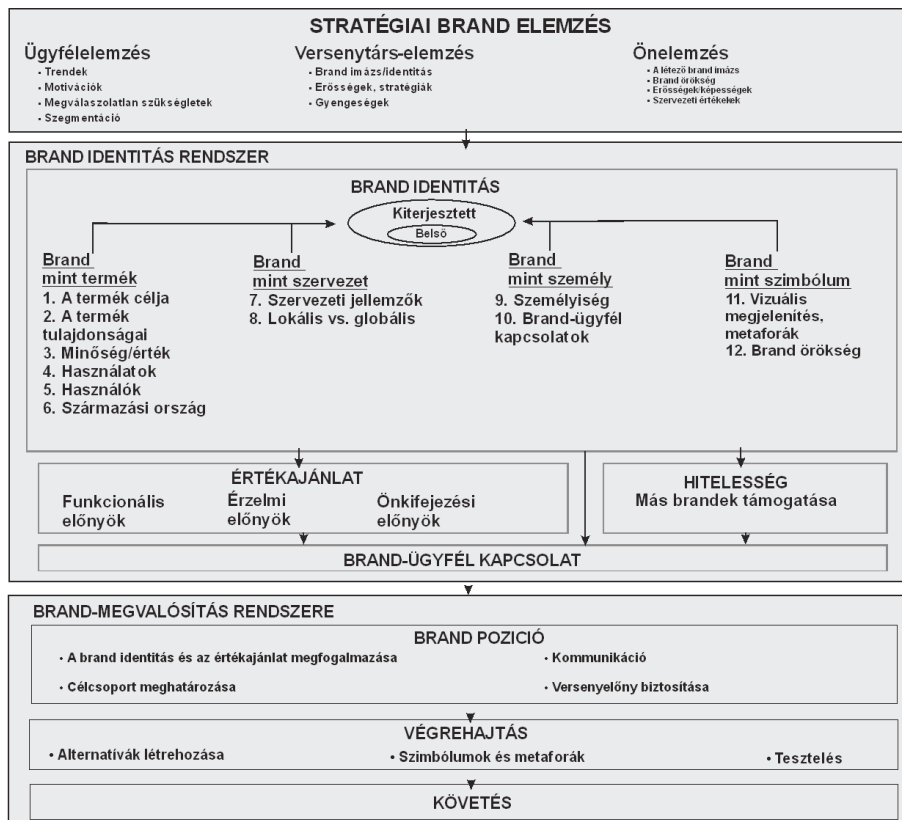 STRATÉGIAI BRAND ELEMZÉS
Ügyfélelemzés
• Trendek
• Motivációk
• Megválaszolatlan szükségletek
• Szegmentáció
Versenytárs-elemzés
• Brand imázs/identitás
• Erősségek, stratégiák
• Gyengeségek
Önelemzés
• A létező brand imázs
• Brand örökség
• Erősségek/képességek
• Szervezeti értékekek
BRAND IDENTITÁS RENDSZER
BRAND IDENTITÁS
Kiterjesztett
Belső
Brand
mint termék
1. A termék célja
2. A termék
tulajdonságai
3. Minőség/érték
4. Használatok
5. Használók
6. Származási ország
Brand
mint szervezet
7. Szervezeti jellemzők
8. Lokális vs. globális
Brand
mint személy
9. Személyiség
10. Brand-ügyfél
kapcsolatok
Brand
mint szimbólum
11. Vizuális
megjelenítés,
metaforák
12. Brand örökség
ÉRTÉKAJÁNLAT
Funkcionális
előnyök
Érzelmi
előnyök
Önkifejezési
előnyök
HITELESSÉG
Más brandek támogatása
BRAND-ÜGYFÉL KAPCSOLAT
BRAND-MEGVALÓSÍTÁS RENDSZERE
BRAND POZICIÓ
• A brand identitás és az értékajánlat megfogalmazása
• Kommunikáció
• Célcsoport meghatározása
• Versenyelőny biztosítása
VÉGREHAJTÁS
• Alternatívák létrehozása
• Szimbólumok és metaforák
• Tesztelés
KÖVETÉS